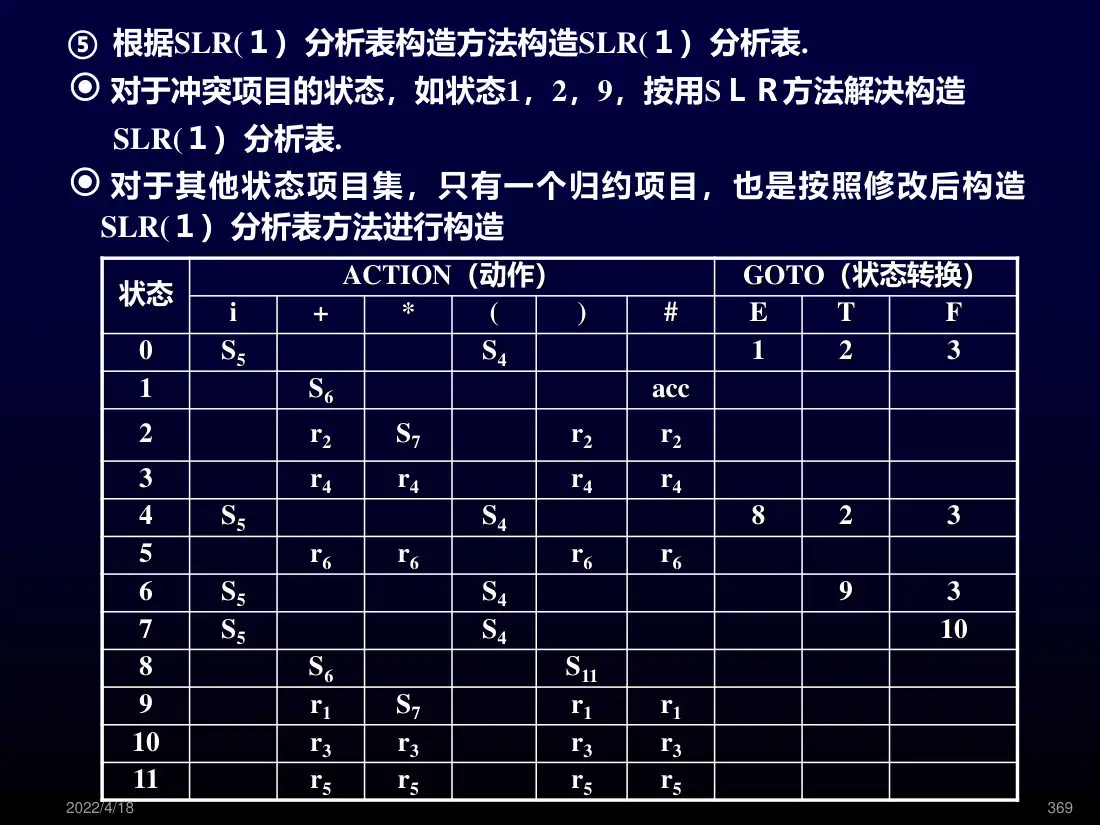 ⑤ 根据SLR(１）分析表构造方法构造SLR(１）分析表.
⊙ 对于冲突项目的状态，如状态1，2，9，按用SＬＲ方法解决构造
SLR(１）分析表.
⊙ 对于其他状态项目集，只有一个归约项目，也是按照修改后构造
SLR(１）分析表方法进行构造
状态 ACTION（动作） GOTO（状态转换）
i + * ( ) # E T F
0 S5 S4 1 2 3
1 S6 acc
2 r2 S7 r2 r2
3 r4 r4 r4 r4
4 S5 S4 8 2 3
5 r6 r6 r6 r6
6 S5 S4 9 3
7 S5 S4 10
8 S6 S11
9 r1 S7 r1 r1
10 r3 r3 r3 r3
11 r5 r5 r5 r5
2022/4/18 369